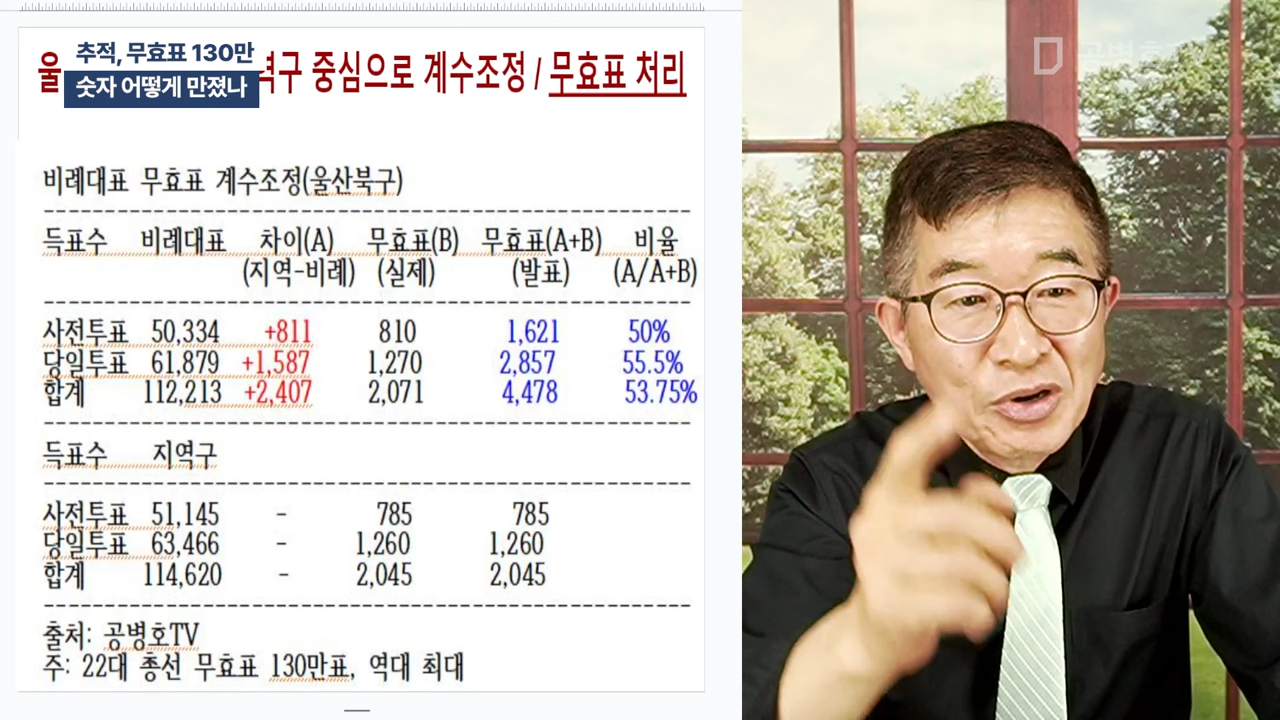 추적, 무효표 130만
숫자 어떻게 만졌나
울 역구 중심으로 계수조정 / 무효표 처리
공병호TV
비례대표 무효표 계수조정(울산북구)
득표수 비례대표 차이(A) 무효표(B) 무효표(A+B) 비율
(지역-비례) (실제) (발표) (A/A+B)
사전투표 50,334 +811 810 1,621 50%
당일투표 61,879 +1,587 1,270 2,857 55.5%
합계 112,213 +2,407 2,071 4,478 53.75%
득표수 지역구
사전투표 51,145 - 785 785
당일투표 63,466 - 1,260 1,260
합계 114,620 - 2,045 2,045
출처: 공병호TV
주: 22대 총선 무효표 130만표, 역대 최대